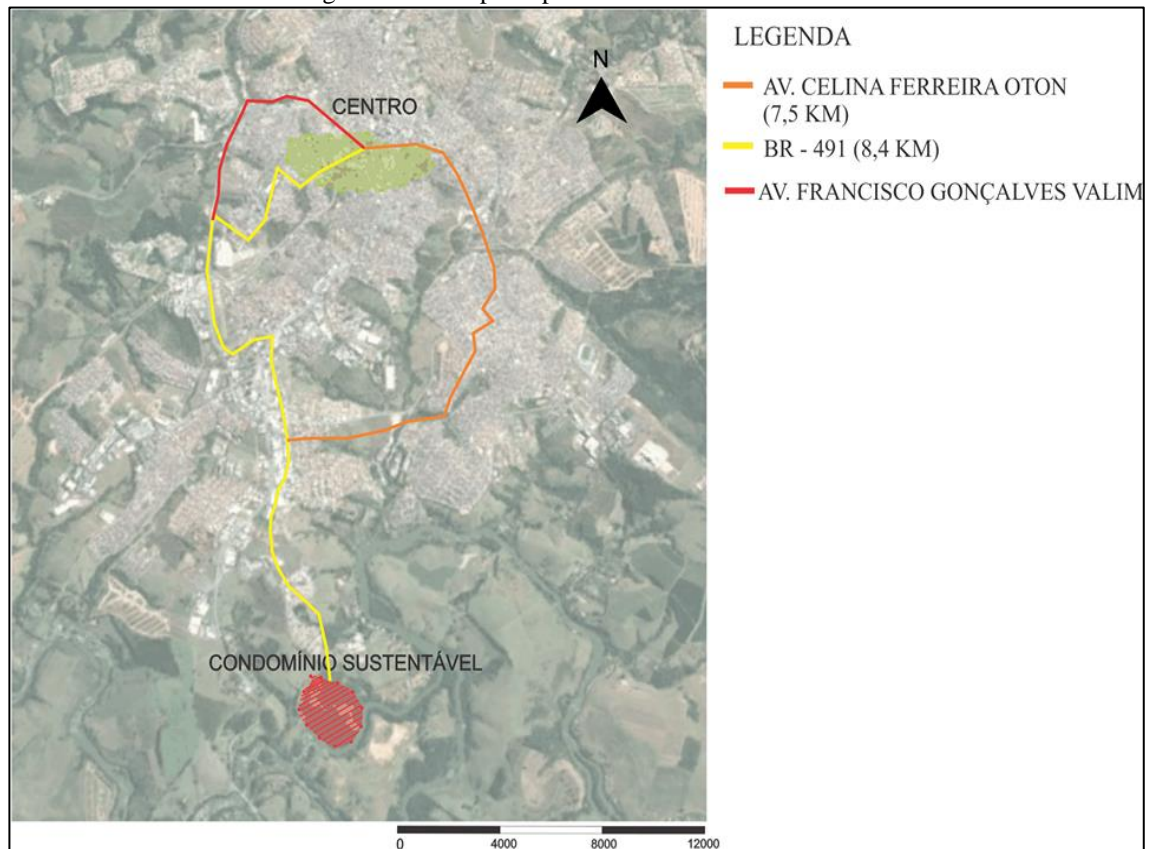 LEGENDA
N
CENTRO
AV. CELINA FERREIRA OTON
(7,5 KM)
BR - 491 (8,4 KM)
AV. FRANCISCO GONÇALVES VALIM
CONDOMÍNIO SUSTENTÁVEL
0 4000 8000 12000